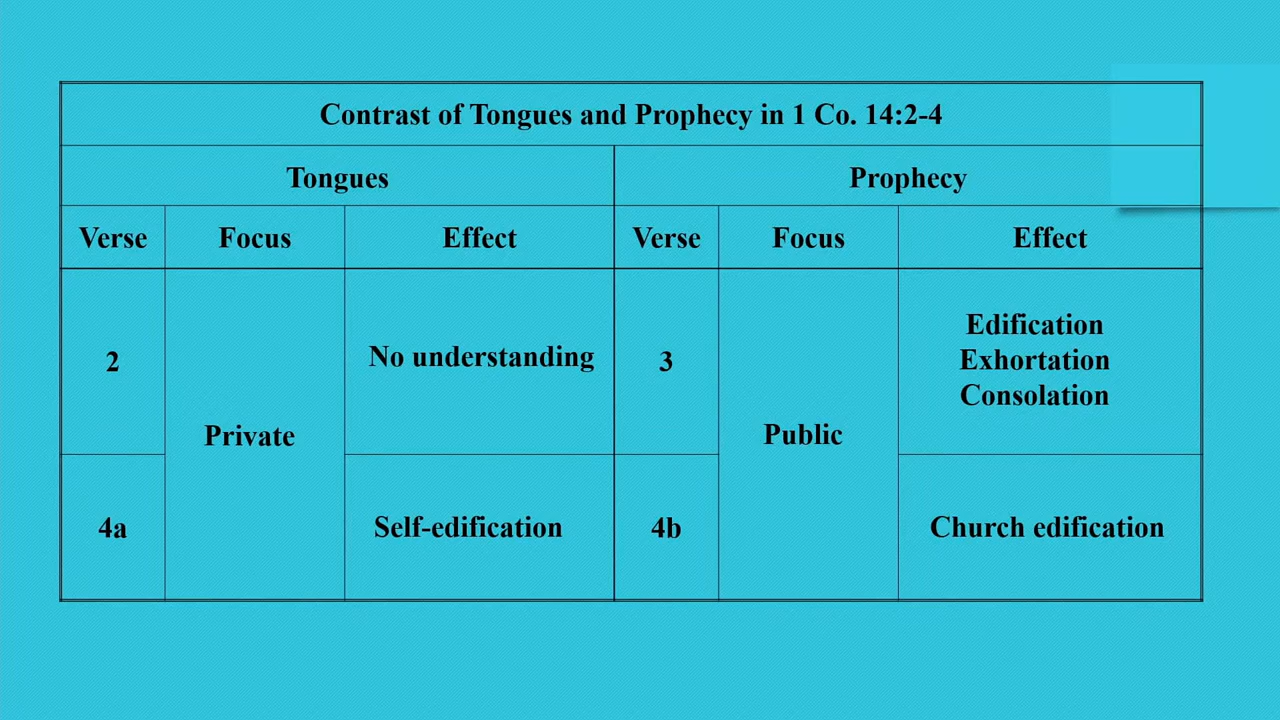 Contrast of Tongues and Prophecy in 1 Co. 14:2-4
Tongues
Prophecy
Verse
Focus
Effect
Verse
Focus
Effect
2
Private
No understanding
3
Public
Edification
Exhortation
Consolation
4a
Self-edification
4b
Church edification